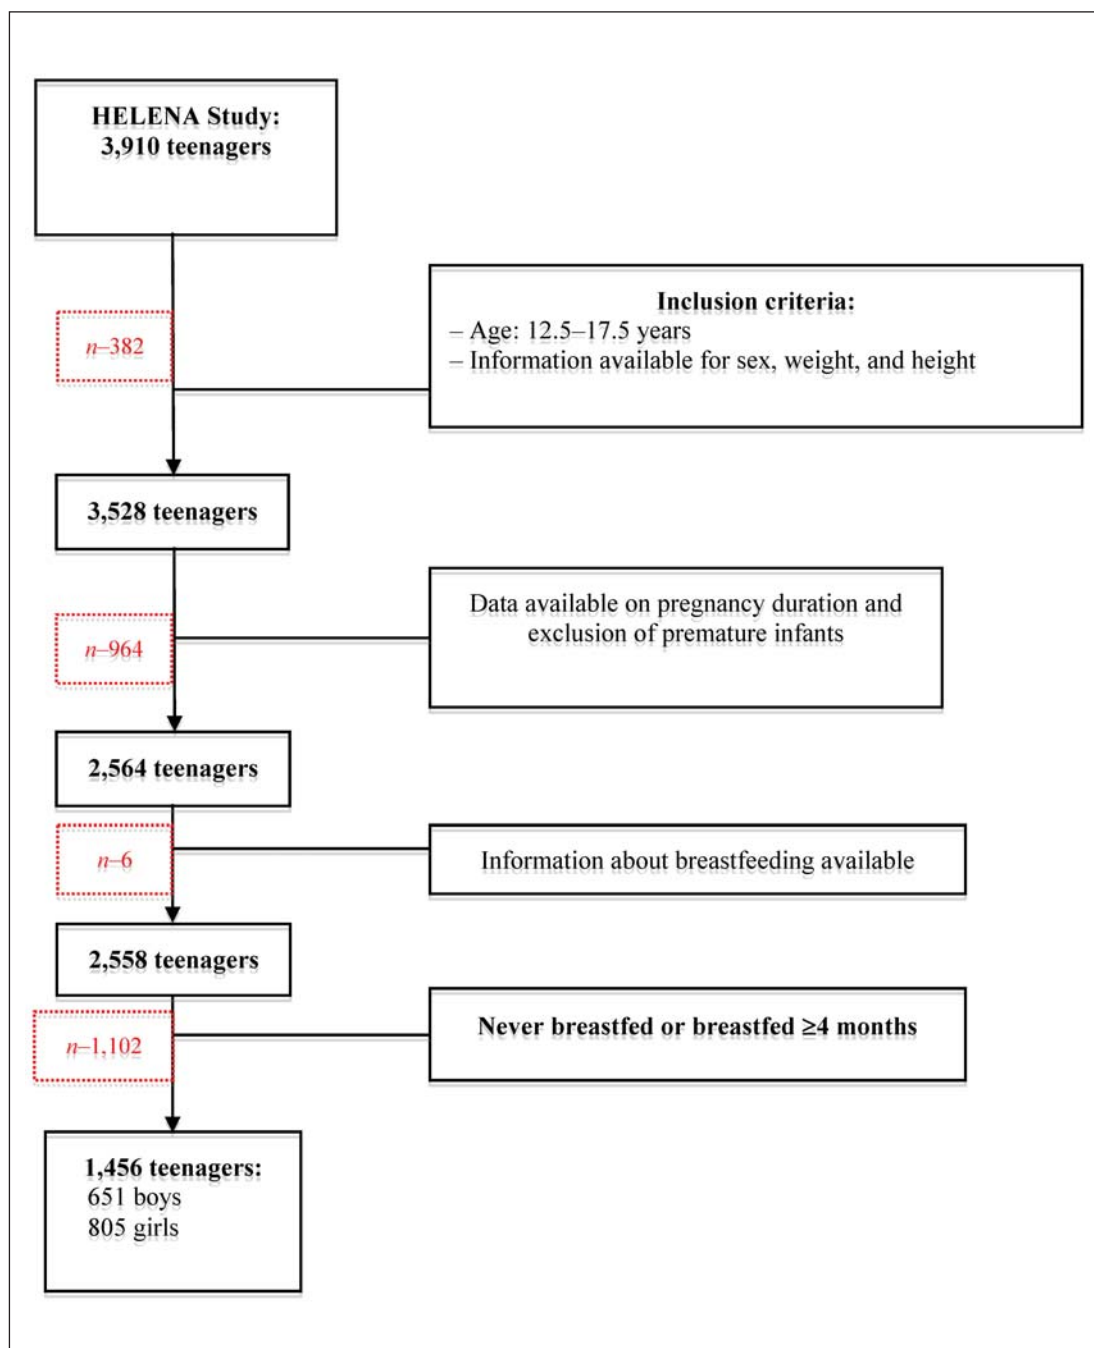 HELENA Study:
3,910 teenagers
n–382
Inclusion criteria:
– Age: 12.5–17.5 years
– Information available for sex, weight, and height
3,528 teenagers
n–964
Data available on pregnancy duration and
exclusion of premature infants
2,564 teenagers
n–6
Information about breastfeeding available
2,558 teenagers
n–1,102
Never breastfed or breastfed ≥4 months
1,456 teenagers:
651 boys
805 girls